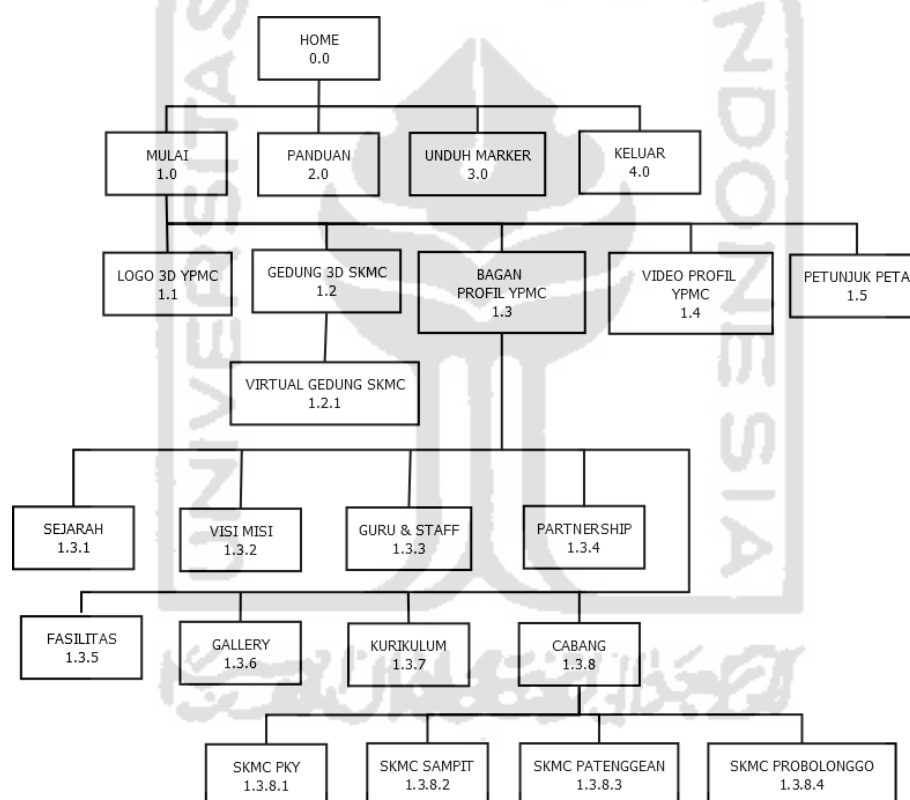 HOME
0.0
MULAI
1.0
PANDUAN
2.0
UNDUH MARKER
3.0
KELUAR
4.0
LOGO 3D YPMC
1.1
GEDUNG 3D SKMC
1.2
BAGAN
PROFIL YPMC
1.3
VIDEO PROFIL
YPMC
1.4
PETUNJUK PETA
1.5
VIRTUAL GEDUNG SKMC
1.2.1
SEJARAH
1.3.1
VISI MISI
1.3.2
GURU & STAFF
1.3.3
PARTNERSHIP
1.3.4
FASILITAS
1.3.5
GALLERY
1.3.6
KURIKULUM
1.3.7
CABANG
1.3.8
SKMC PKY
1.3.8.1
SKMC SAMPIT
1.3.8.2
SKMC PATENGGEAN
1.3.8.3
SKMC PROBOLONGGO
1.3.8.4
UNIVERSITAS
INDONESIA